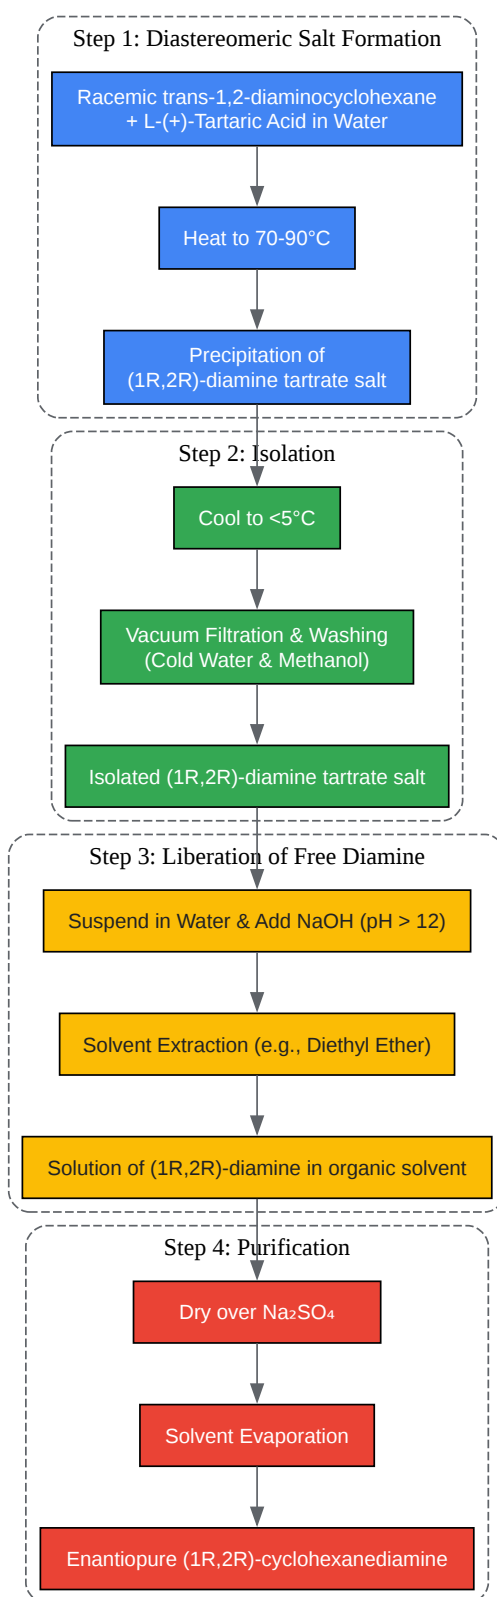 Step 1: Diastereomeric Salt Formation
Racemic trans-1,2-diaminocyclohexane
+ L-(+)-Tartaric Acid in Water
Heat to 70-90°C
Precipitation of
(1R,2R)-diamine tartrate salt
Step 2: Isolation
Cool to <5°C
Vacuum Filtration & Washing
(Cold Water & Methanol)
Isolated (1R,2R)-diamine tartrate salt
Step 3: Liberation of Free Diamine
Suspend in Water & Add NaOH (pH > 12)
Solvent Extraction (e.g., Diethyl Ether)
Solution of (1R,2R)-diamine in organic solvent
Step 4: Purification
Dry over Na₂SO₄
Solvent Evaporation
Enantiopure (1R,2R)-cyclohexanediamine